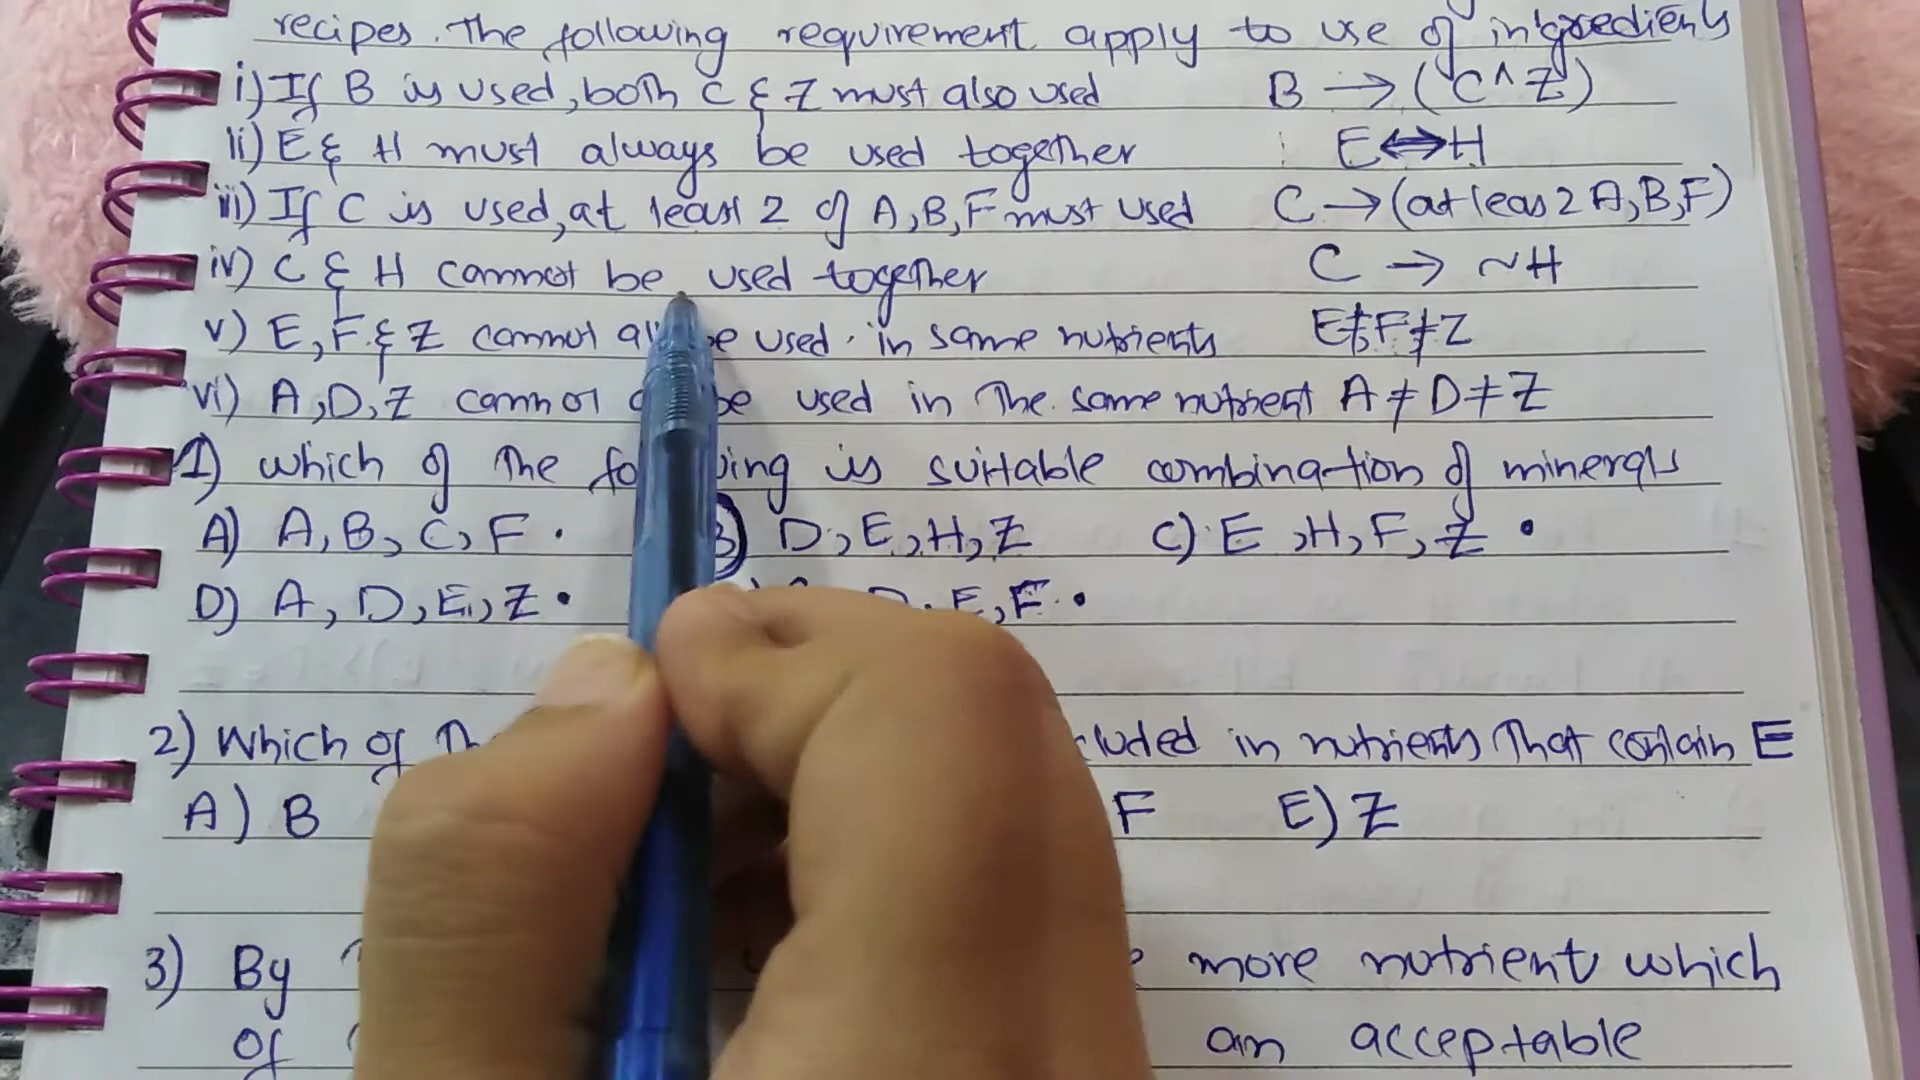 recipes. The following requirement apply to use of ingredients
i) If B is used, both C & Z must also used B → (C ^ Z)
ii) E & H must always be used together E ↔ H
iii) If C is used, at least 2 of A, B, F must used C → (at leas 2 A, B, F)
iv) C & H cannot be used together C → ~H
v) E, F & Z cannot all be used. in same nutrients E ≠ F ≠ Z
vi) A, D, Z cannot be used in the same nutrient A ≠ D ≠ Z
1) which of the following is suitable combination of minerals
A) A, B, C, F. B) D, E, H, Z C) E, H, F, Z.
D) A, D, E, Z. E, F.
2) Which of included in nutrients That contain E
A) B F E) Z
3) By more nutrient which
of an acceptable